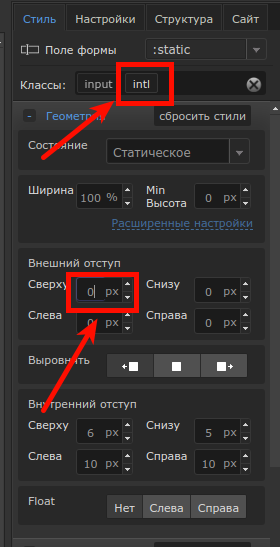 Стиль Настройки Структура Сайт
Поле формы :static
Классы: input intl
- Геометрия сбросить стили
Состояние Статическое
Ширина 100 % Min Высота 0 px
Расширенные настройки
Внешний отступ
Сверху 0 px Снизу 0 px
Слева 0 px Справа 0 px
Выровнять
Внутренний отступ
Сверху 6 px Снизу 5 px
Слева 10 px Справа 10 px
Float Нет Слева Справа